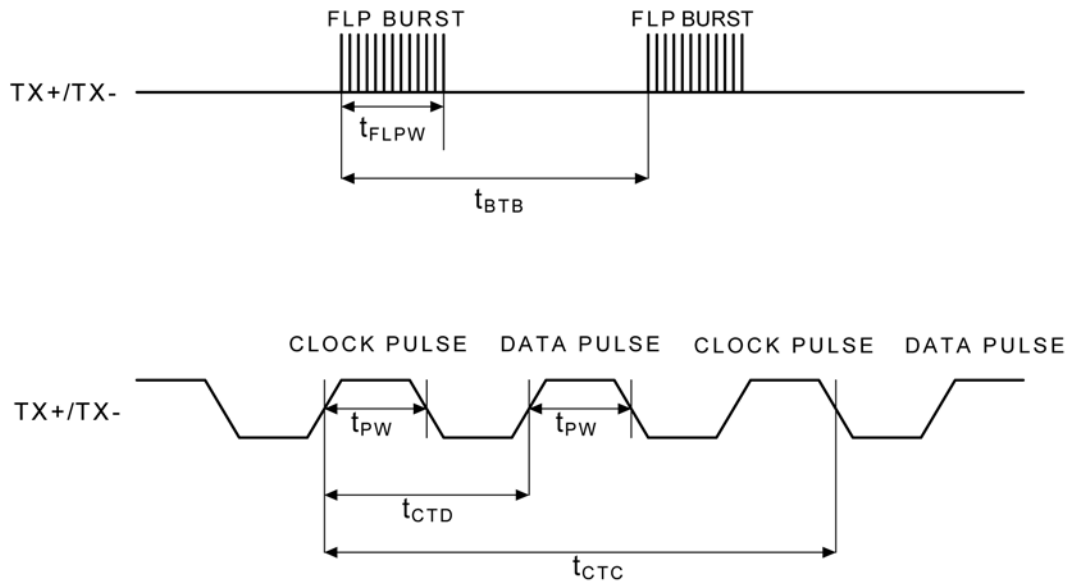 FLP BURST FLP BURST
TX+/TX-
tFLPW
tBTB
CLOCK PULSE DATA PULSE CLOCK PULSE DATA PULSE
TX+/TX-
tPW tPW
tCTD
tCTC